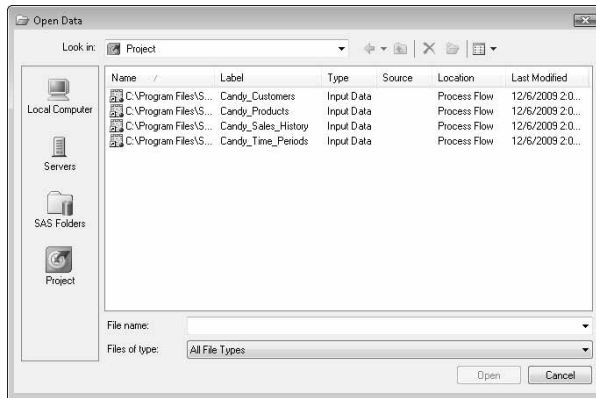 Open Data
Look in: Project
Name Label Type Source Location Last Modified
C:\Program Files\S... Candy_Customers Input Data Process Flow 12/6/2009 2:0...
C:\Program Files\S... Candy_Products Input Data Process Flow 12/6/2009 2:0...
C:\Program Files\S... Candy_Sales_History Input Data Process Flow 12/6/2009 2:0...
C:\Program Files\S... Candy_Time_Periods Input Data Process Flow 12/6/2009 2:0...
Local Computer
Servers
SAS Folders
Project
File name:
Files of type: All File Types
Open Cancel